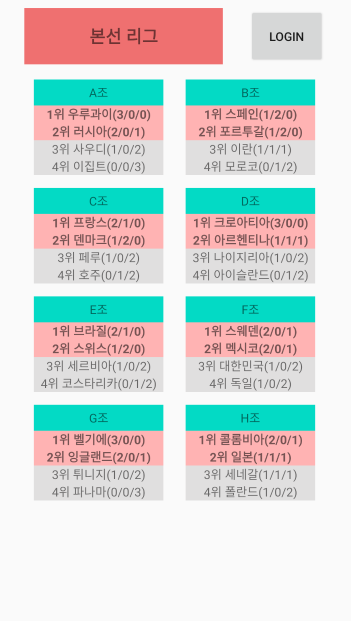 본선 리그
LOGIN
A조
1위 우루과이(3/0/0)
2위 러시아(2/0/1)
3위 사우디(1/0/2)
4위 이집트(0/0/3)
B조
1위 스페인(1/2/0)
2위 포르투갈(1/2/0)
3위 이란(1/1/1)
4위 모로코(0/1/2)
C조
1위 프랑스(2/1/0)
2위 덴마크(1/2/0)
3위 페루(1/0/2)
4위 호주(0/1/2)
D조
1위 크로아티아(3/0/0)
2위 아르헨티나(1/1/1)
3위 나이지리아(1/0/2)
4위 아이슬란드(0/1/2)
E조
1위 브라질(2/1/0)
2위 스위스(1/2/0)
3위 세르비아(1/0/2)
4위 코스타리카(0/1/2)
F조
1위 스웨덴(2/0/1)
2위 멕시코(2/0/1)
3위 대한민국(1/0/2)
4위 독일(1/0/2)
G조
1위 벨기에(3/0/0)
2위 잉글랜드(2/0/1)
3위 튀니지(1/0/2)
4위 파나마(0/0/3)
H조
1위 콜롬비아(2/0/1)
2위 일본(1/1/1)
3위 세네갈(1/1/1)
4위 폴란드(1/0/2)